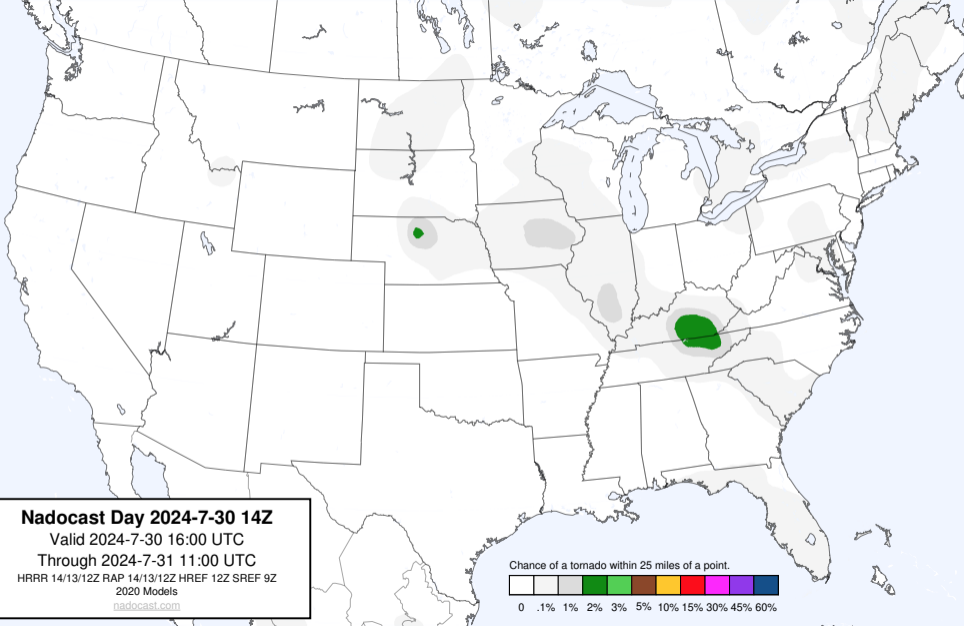 Nadocast Day 2024-7-30 14Z
Valid 2024-7-30 16:00 UTC
Through 2024-7-31 11:00 UTC
HRRR 14/13/12Z RAP 14/13/12Z HREF 12Z SREF 9Z
2020 Models
nadocast.com
Chance of a tornado within 25 miles of a point.
0 .1% 1% 2% 3% 5% 10% 15% 30% 45% 60%